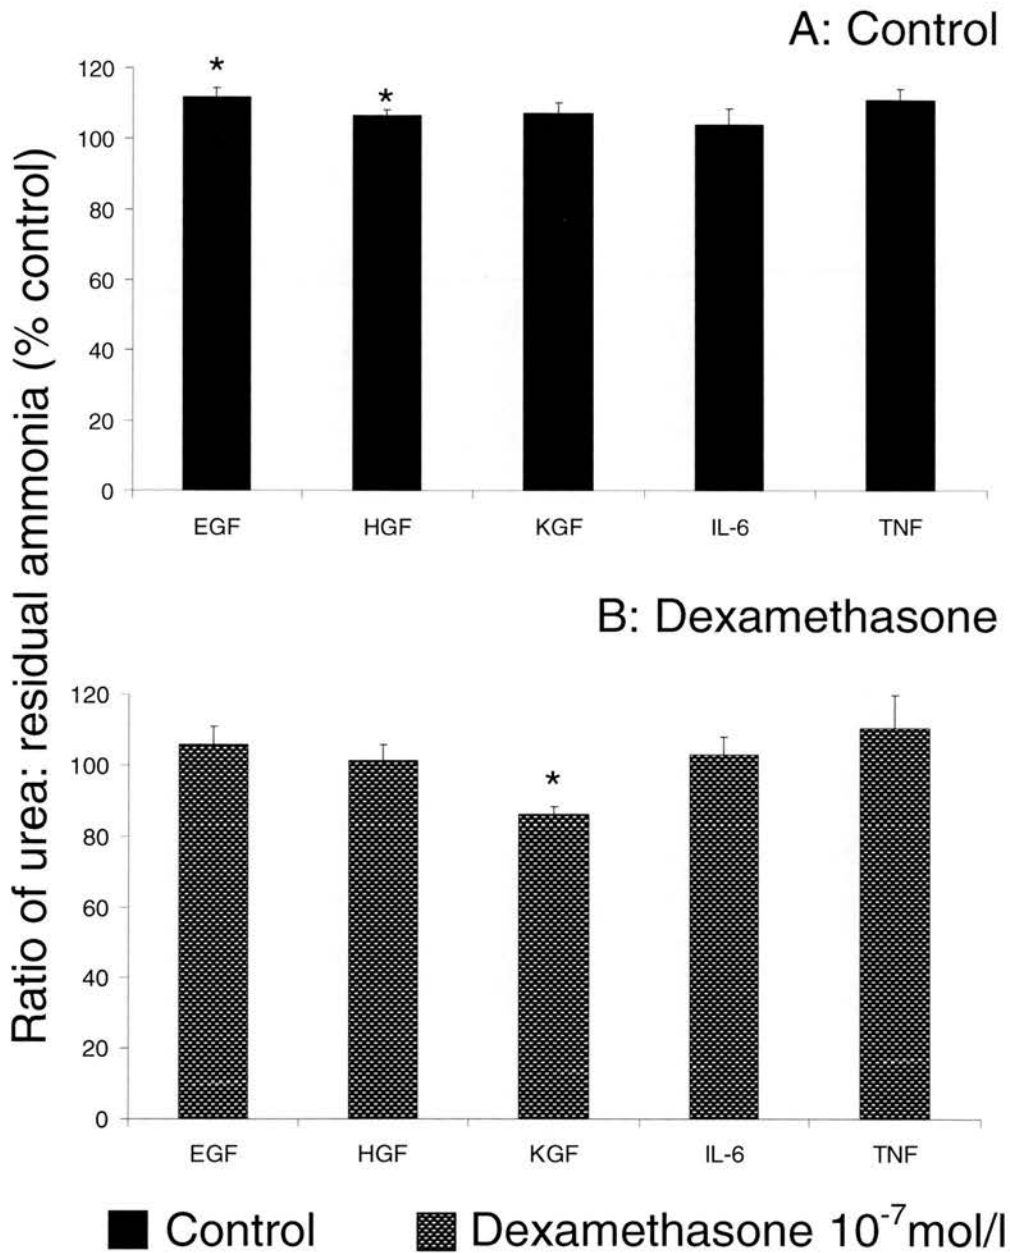 A: Control
Ratio of urea: residual ammonia (% control)
120
100
80
60
40
20
0
*
*
EGF HGF KGF IL-6 TNF
B: Dexamethasone
120
100
80
60
40
20
0
*
EGF HGF KGF IL-6 TNF
Control Dexamethasone 10⁻⁷mol/l